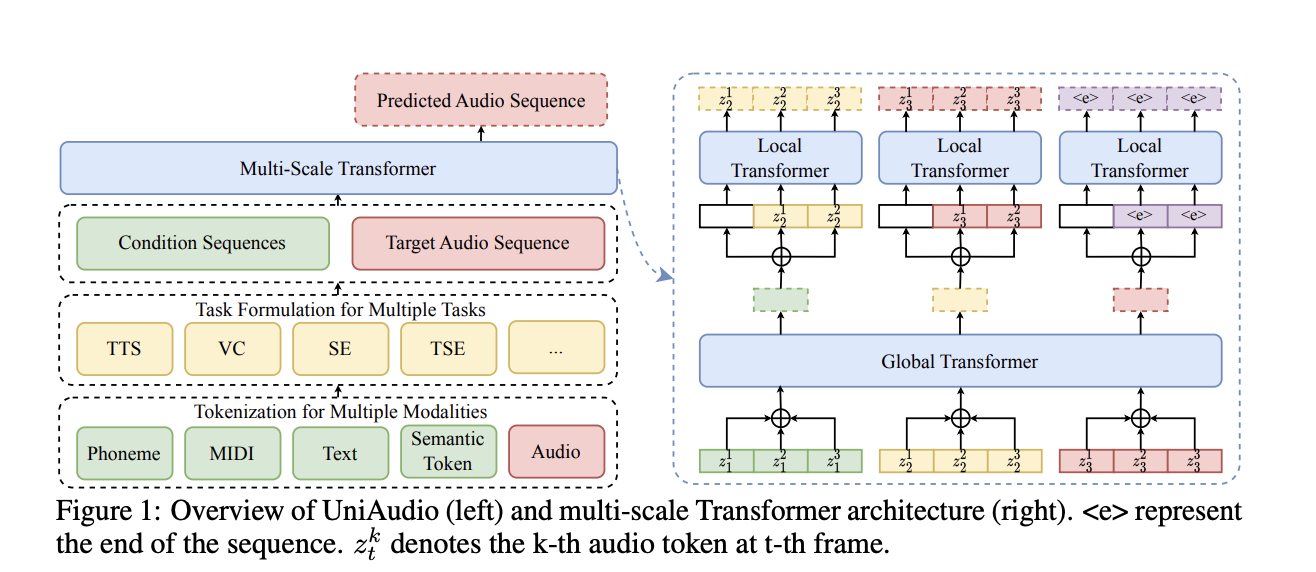 Predicted Audio Sequence
Multi-Scale Transformer
Condition Sequences
Target Audio Sequence
Task Formulation for Multiple Tasks
TTS
VC
SE
TSE
...
Tokenization for Multiple Modalities
Phoneme
MIDI
Text
Semantic
Token
Audio
z_2^1 z_2^2 z_2^3
z_3^1 z_3^2 z_3^3
<e> <e> <e>
Local
Transformer
Local
Transformer
Local
Transformer
z_2^1 z_2^2
z_3^1 z_3^2
<e> <e>
Global Transformer
z_1^1 z_1^2 z_1^3
z_2^1 z_2^2 z_2^3
z_3^1 z_3^2 z_3^3
Figure 1: Overview of UniAudio (left) and multi-scale Transformer architecture (right). <e> represent
the end of the sequence. z_t^k denotes the k-th audio token at t-th frame.